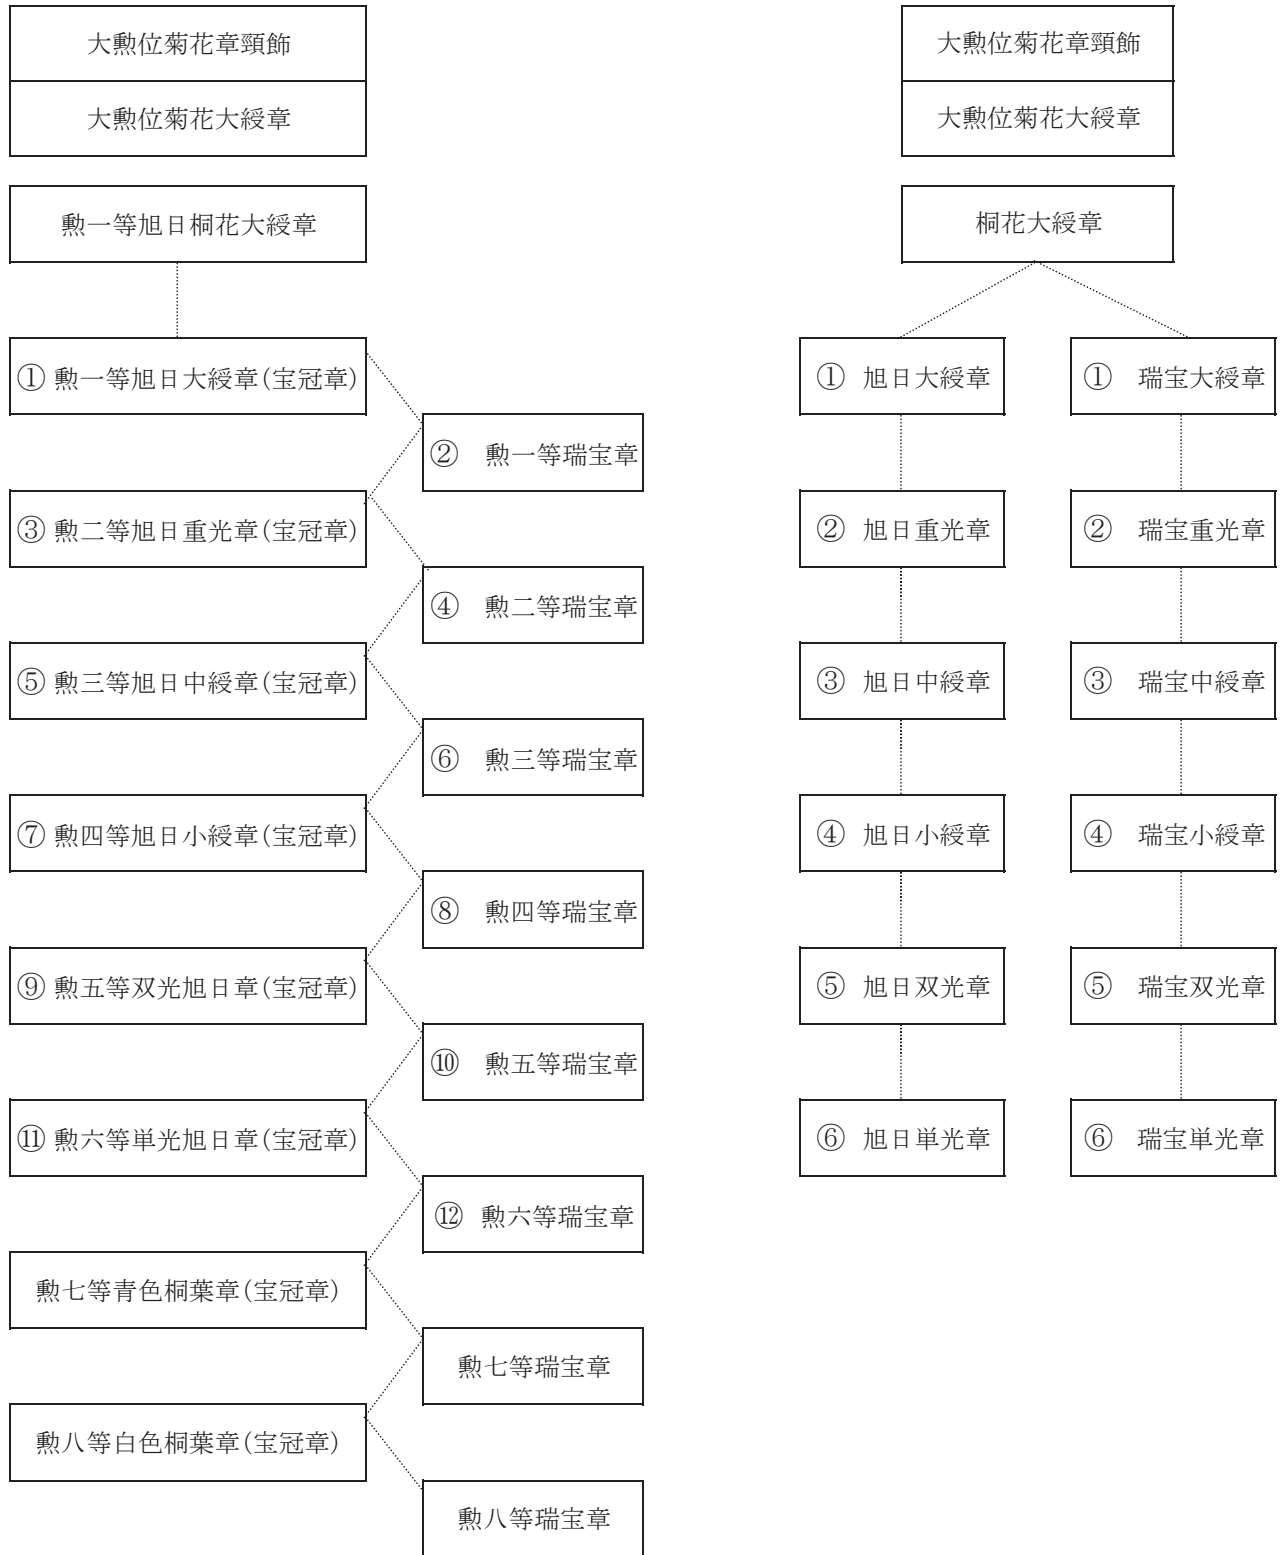 大勲位菊花章頸飾
大勲位菊花大綬章
勲一等旭日桐花大綬章
① 勲一等旭日大綬章(宝冠章)
② 勲一等瑞宝章
③ 勲二等旭日重光章(宝冠章)
④ 勲二等瑞宝章
⑤ 勲三等旭日中綬章(宝冠章)
⑥ 勲三等瑞宝章
⑦ 勲四等旭日小綬章(宝冠章)
⑧ 勲四等瑞宝章
⑨ 勲五等双光旭日章(宝冠章)
⑩ 勲五等瑞宝章
⑪ 勲六等単光旭日章(宝冠章)
⑫ 勲六等瑞宝章
勲七等青色桐葉章(宝冠章)
勲七等瑞宝章
勲八等白色桐葉章(宝冠章)
勲八等瑞宝章
大勲位菊花章頸飾
大勲位菊花大綬章
桐花大綬章
① 旭日大綬章
① 瑞宝大綬章
② 旭日重光章
② 瑞宝重光章
③ 旭日中綬章
③ 瑞宝中綬章
④ 旭日小綬章
④ 瑞宝小綬章
⑤ 旭日双光章
⑤ 瑞宝双光章
⑥ 旭日単光章
⑥ 瑞宝単光章